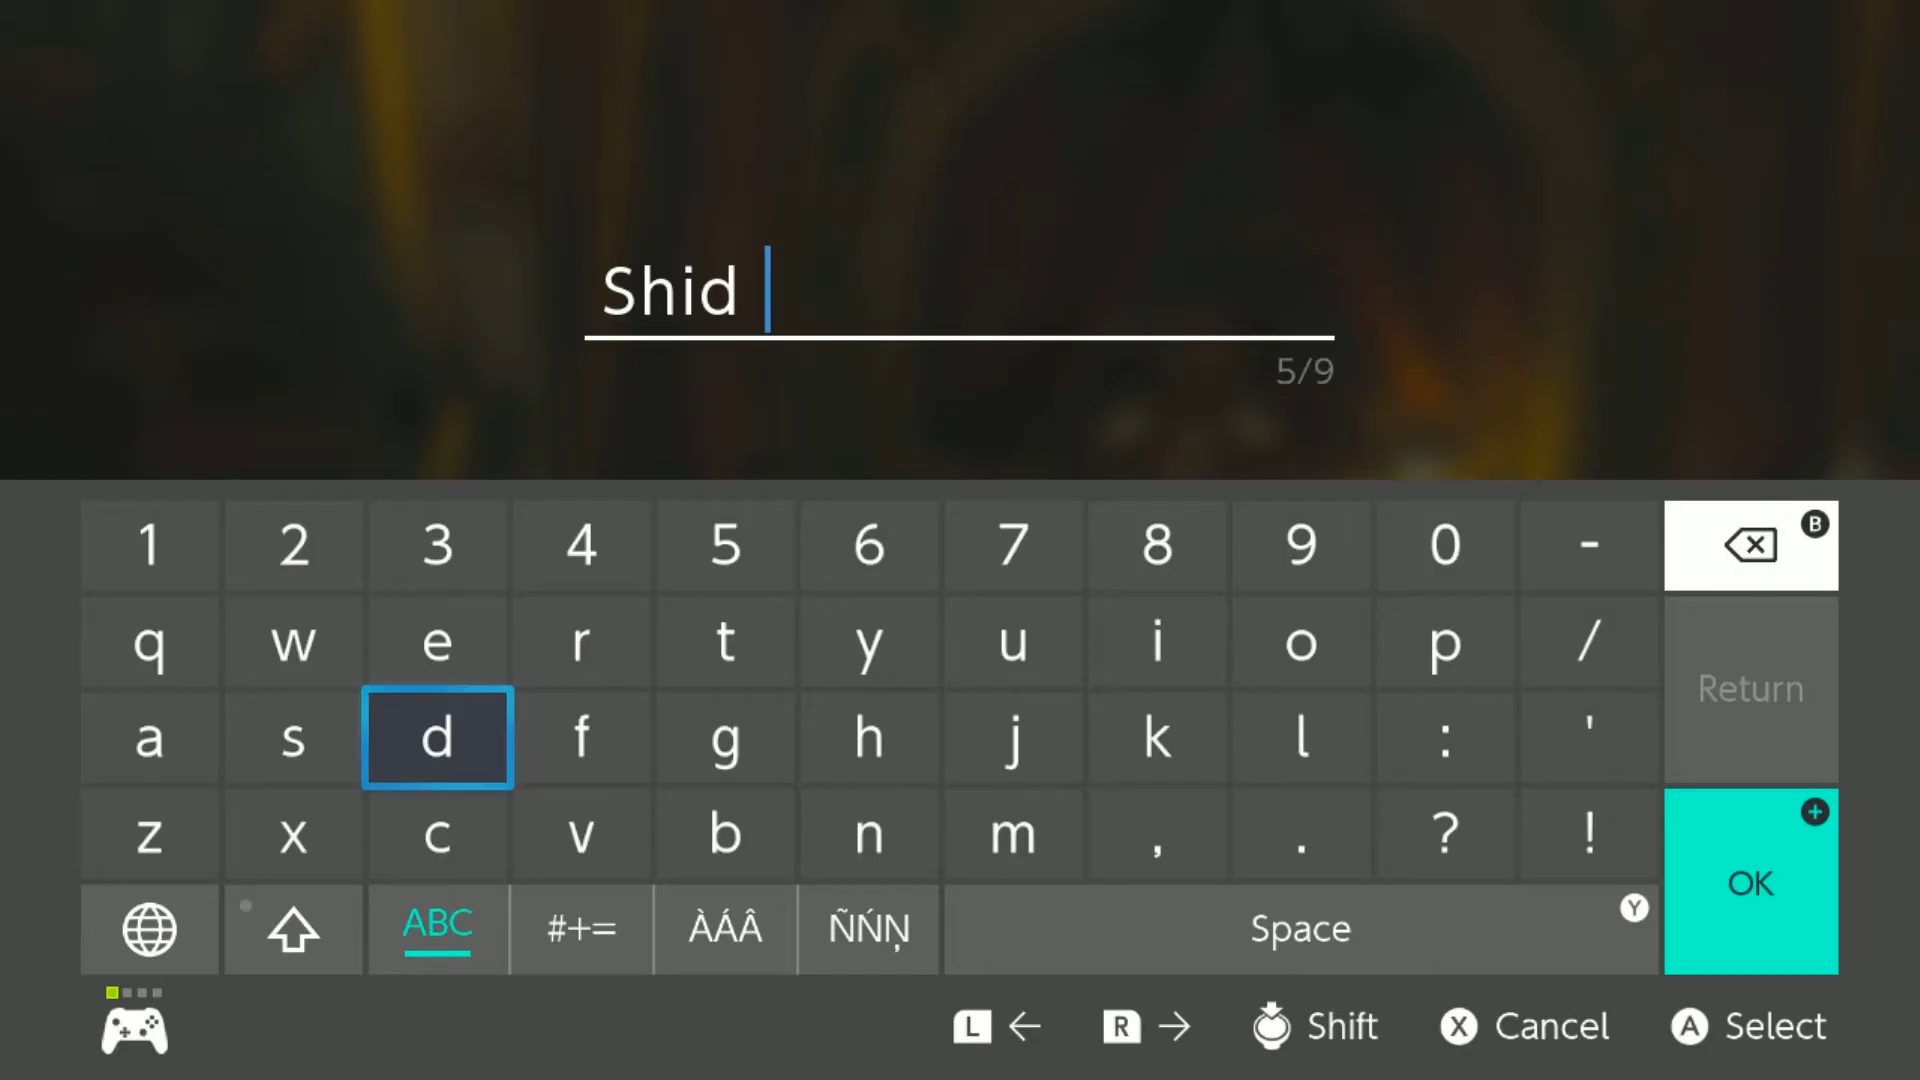 Shid
5/9
1 2 3 4 5 6 7 8 9 0 - B
q w e r t y u i o p /
Return
a s d f g h j k l : '
z x c v b n m , . ? ! +
OK
ABC #+= ÀÁÂ ÑŃŅ Space Y
L ← R → Shift X Cancel A Select